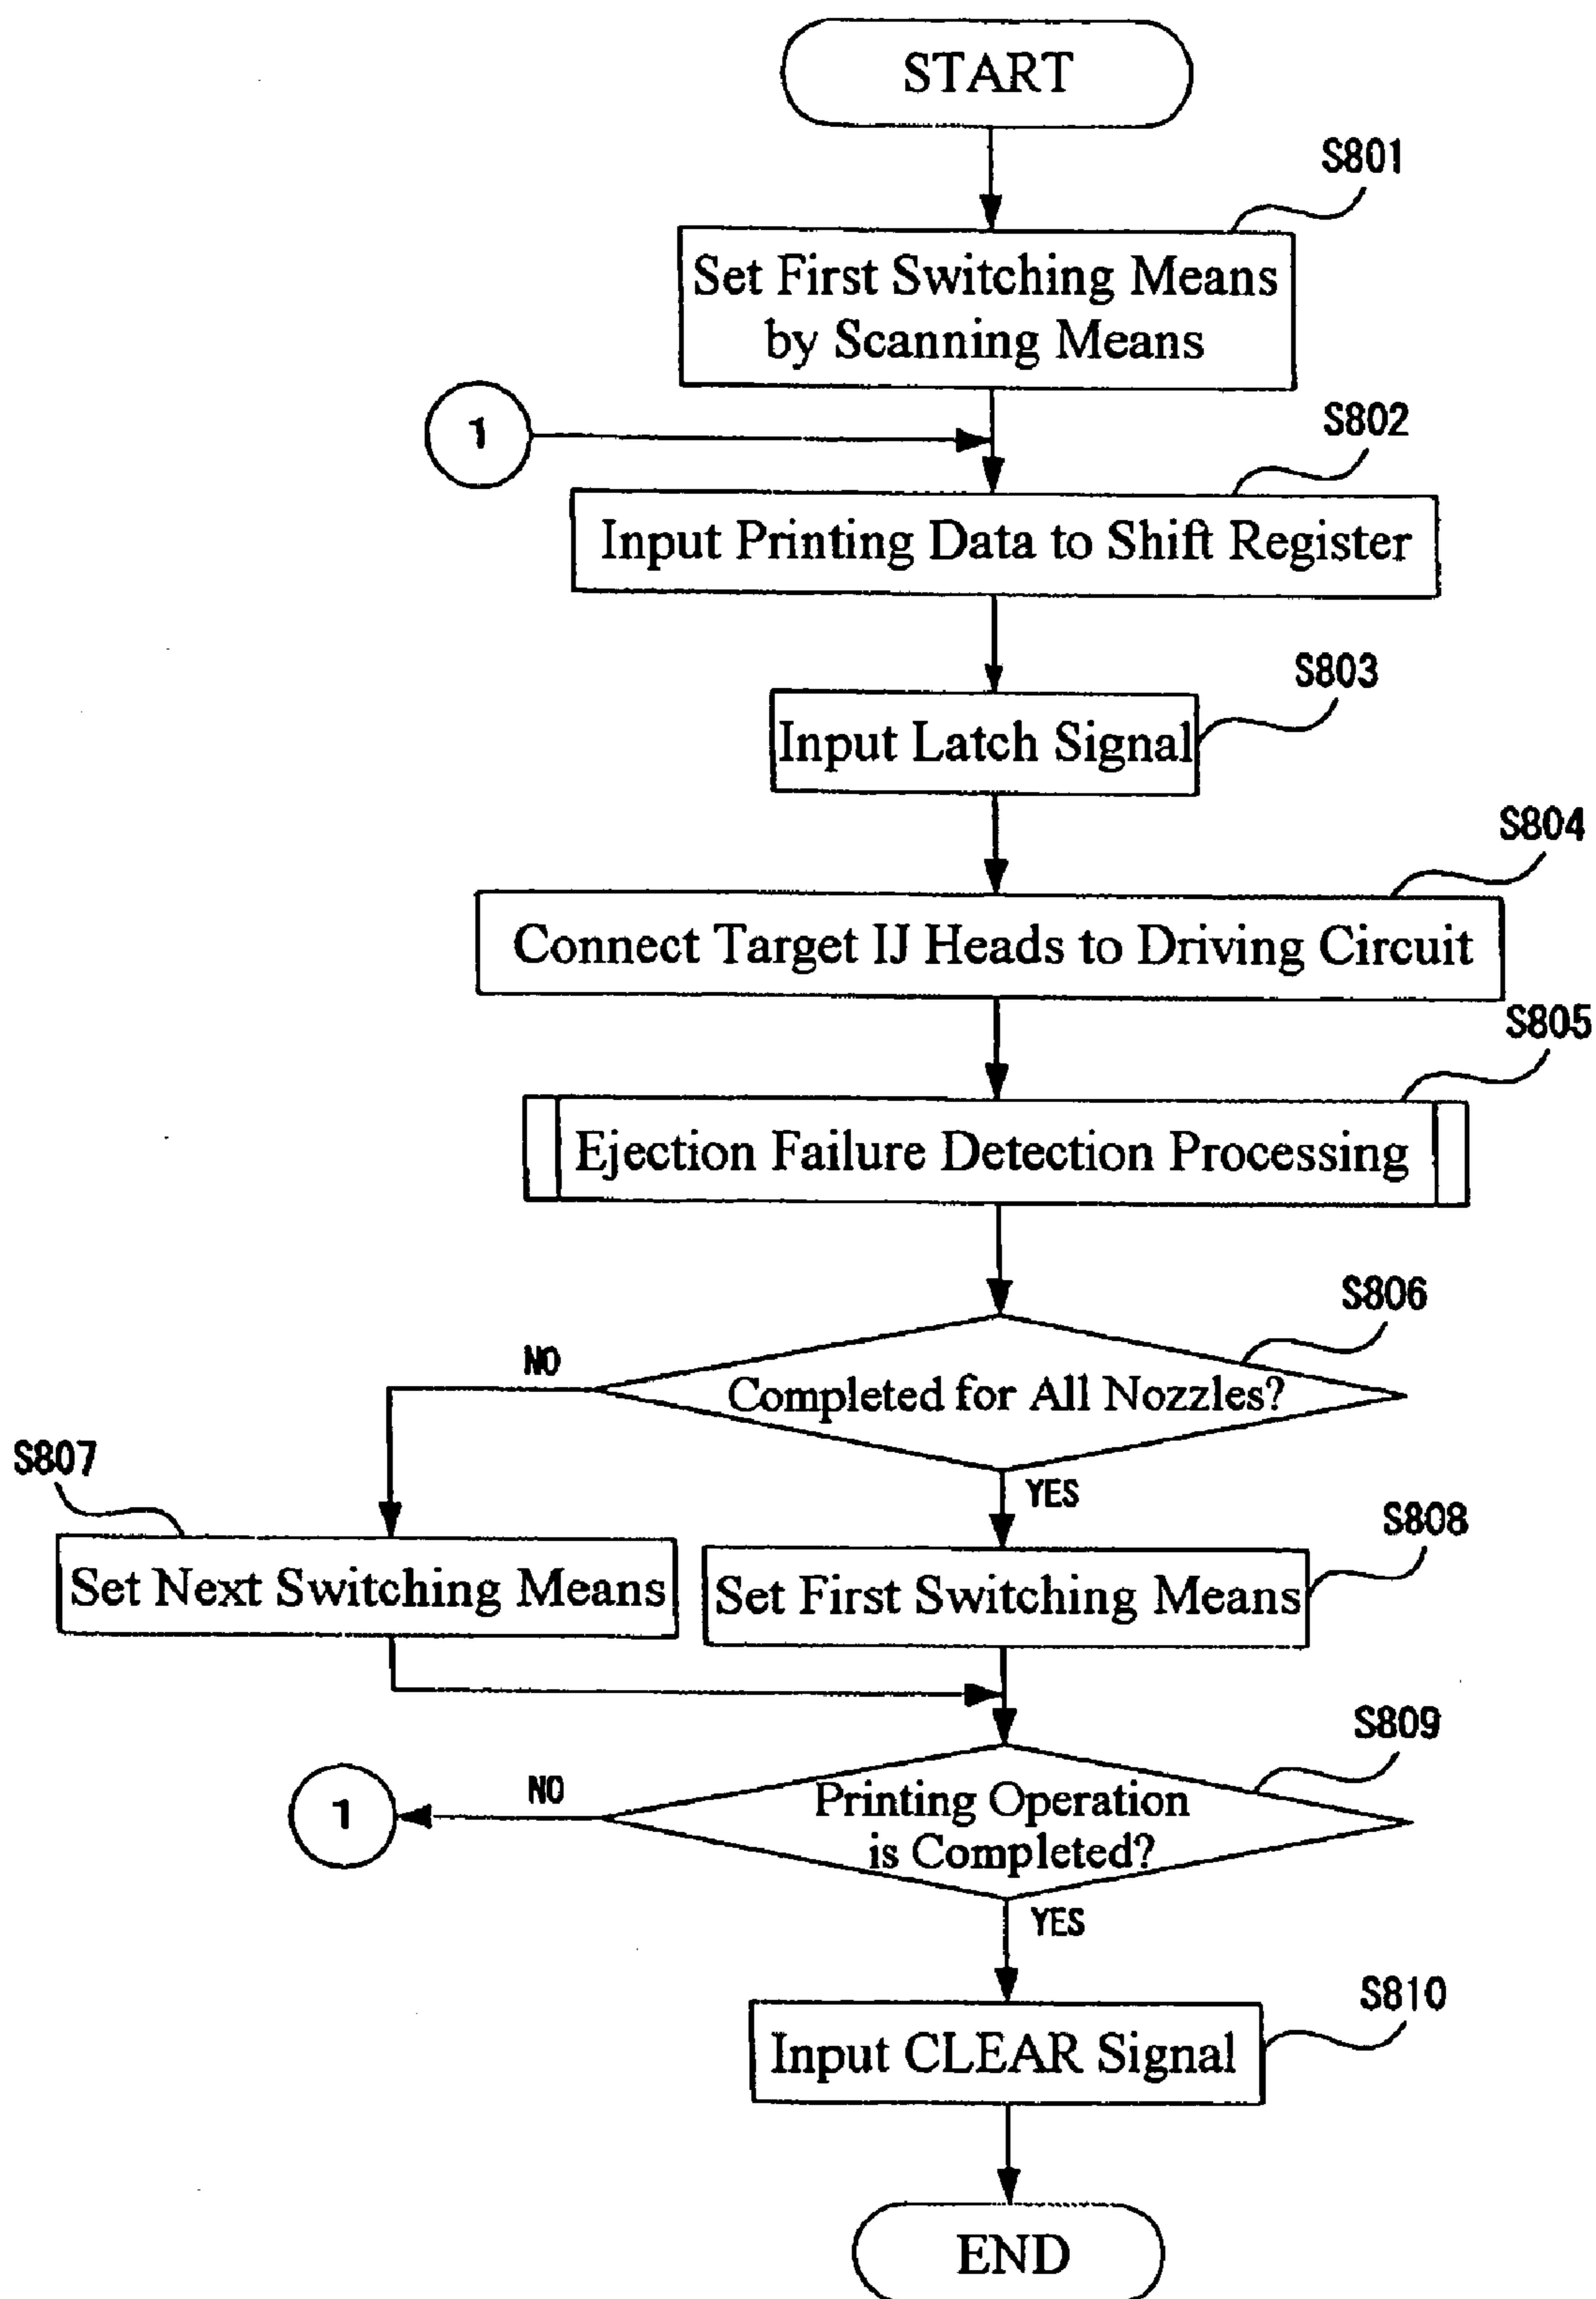 START
S801
Set First Switching Means
by Scanning Means
1
S802
Input Printing Data to Shift Register
S803
Input Latch Signal
S804
Connect Target IJ Heads to Driving Circuit
S805
Ejection Failure Detection Processing
S806
NO
Completed for All Nozzles?
S807
YES
S808
Set Next Switching Means
Set First Switching Means
S809
1
NO
Printing Operation
is Completed?
YES
S810
Input CLEAR Signal
END